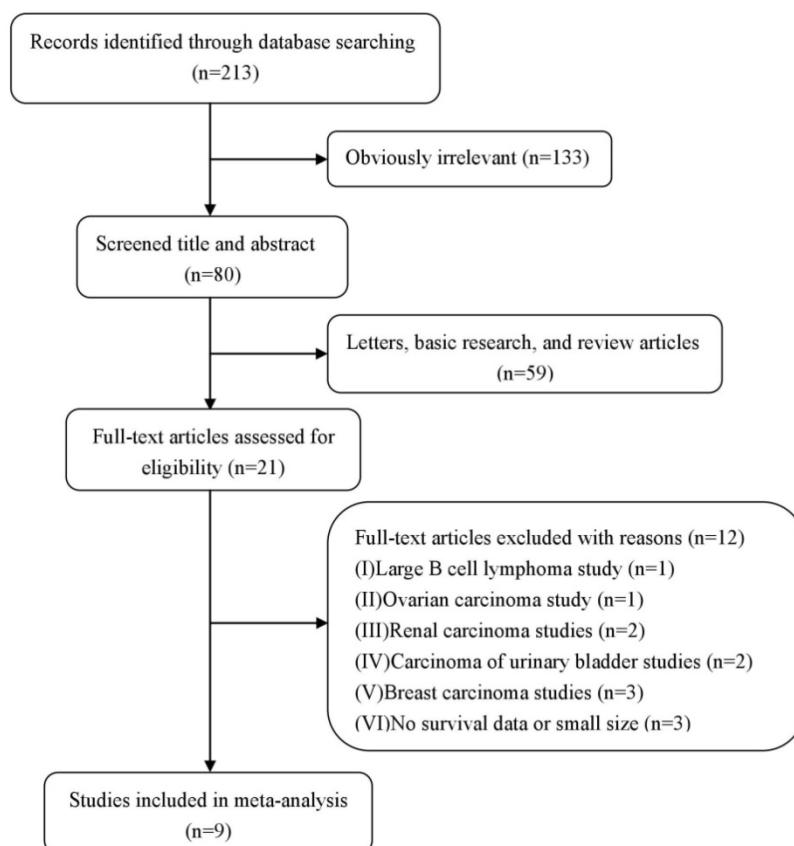 Records identified through database searching
(n=213)
Obviously irrelevant (n=133)
Screened title and abstract
(n=80)
Letters, basic research, and review articles
(n=59)
Full-text articles assessed for
eligibility (n=21)
Full-text articles excluded with reasons (n=12)
(I)Large B cell lymphoma study (n=1)
(II)Ovarian carcinoma study (n=1)
(III)Renal carcinoma studies (n=2)
(IV)Carcinoma of urinary bladder studies (n=2)
(V)Breast carcinoma studies (n=3)
(VI)No survival data or small size (n=3)
Studies included in meta-analysis
(n=9)